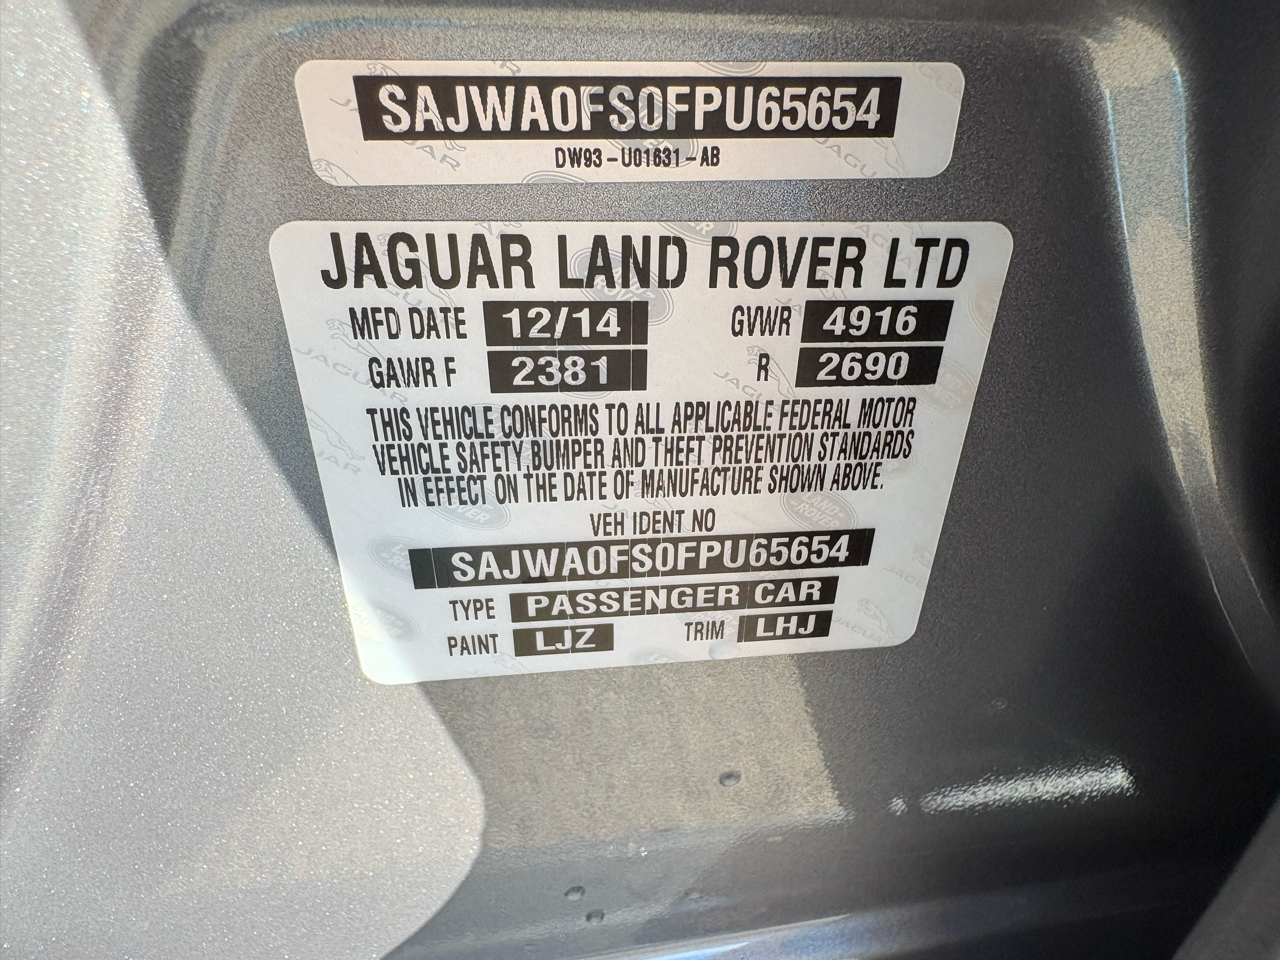 SAJWA0FS0FPU65654
DW93-U01631-AB
JAGUAR LAND ROVER LTD
MFD DATE 12/14 GVWR 4916
GAWR F 2381 R 2690
THIS VEHICLE CONFORMS TO ALL APPLICABLE FEDERAL MOTOR
VEHICLE SAFETY,BUMPER AND THEFT PREVENTION STANDARDS
IN EFFECT ON THE DATE OF MANUFACTURE SHOWN ABOVE.
VEH IDENT NO
SAJWA0FS0FPU65654
TYPE PASSENGER CAR
PAINT LJZ TRIM LHJ